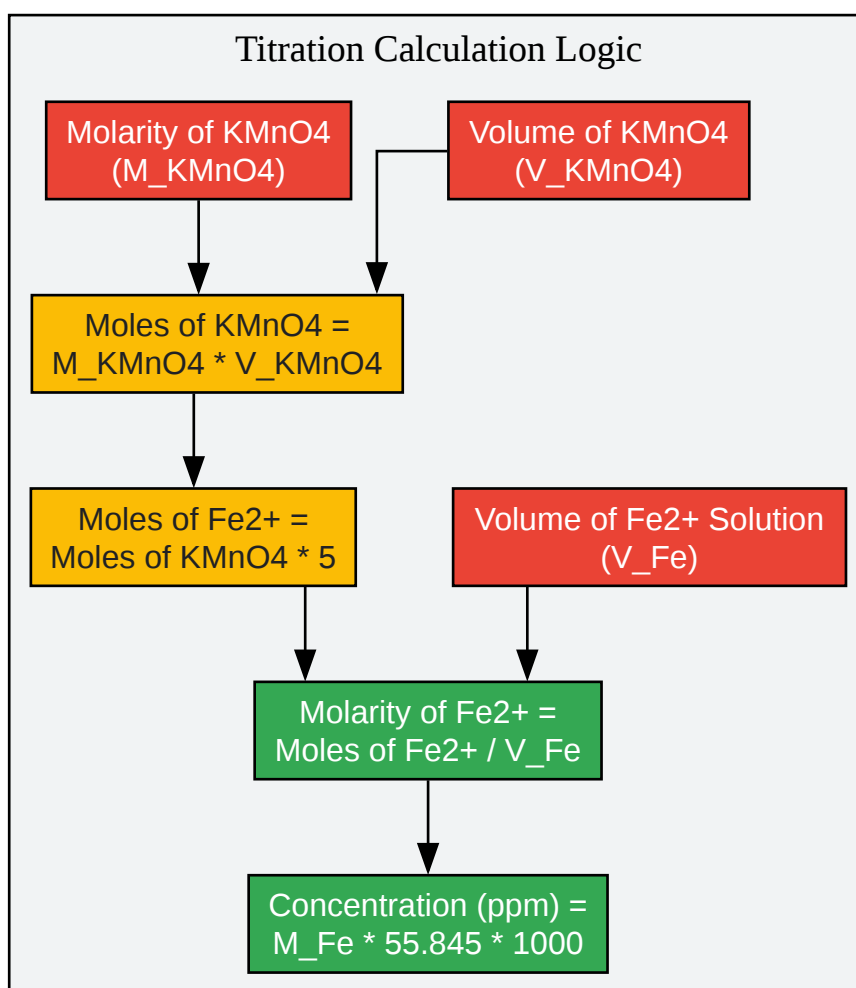 Titration Calculation Logic
Molarity of KMnO4
(M_KMnO4)
Volume of KMnO4
(V_KMnO4)
Moles of KMnO4 =
M_KMnO4 * V_KMnO4
Moles of Fe2+ =
Moles of KMnO4 * 5
Volume of Fe2+ Solution
(V_Fe)
Molarity of Fe2+ =
Moles of Fe2+ / V_Fe
Concentration (ppm) =
M_Fe * 55.845 * 1000